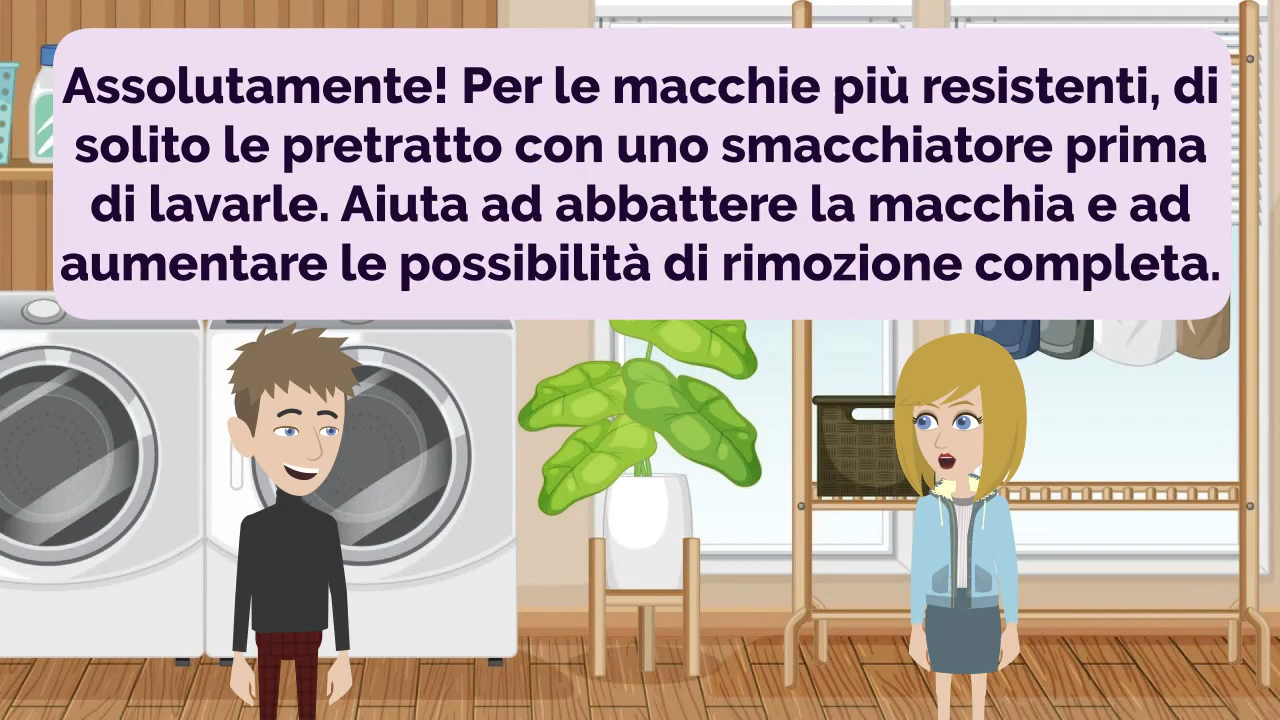 Assolutamente! Per le macchie più resistenti, di
solito le pretratto con uno smacchiatore prima
di lavarle. Aiuta ad abbattere la macchia e ad
aumentare le possibilità di rimozione completa.